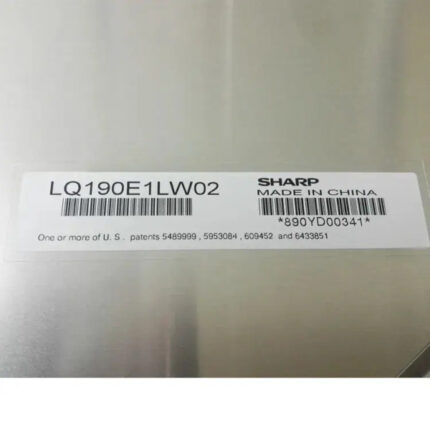 LQ190E1LW02
SHARP
MADE IN CHINA
*890YD00341*
One or more of U. S. patents 5489999 , 5953084 , 609452 and 6433851